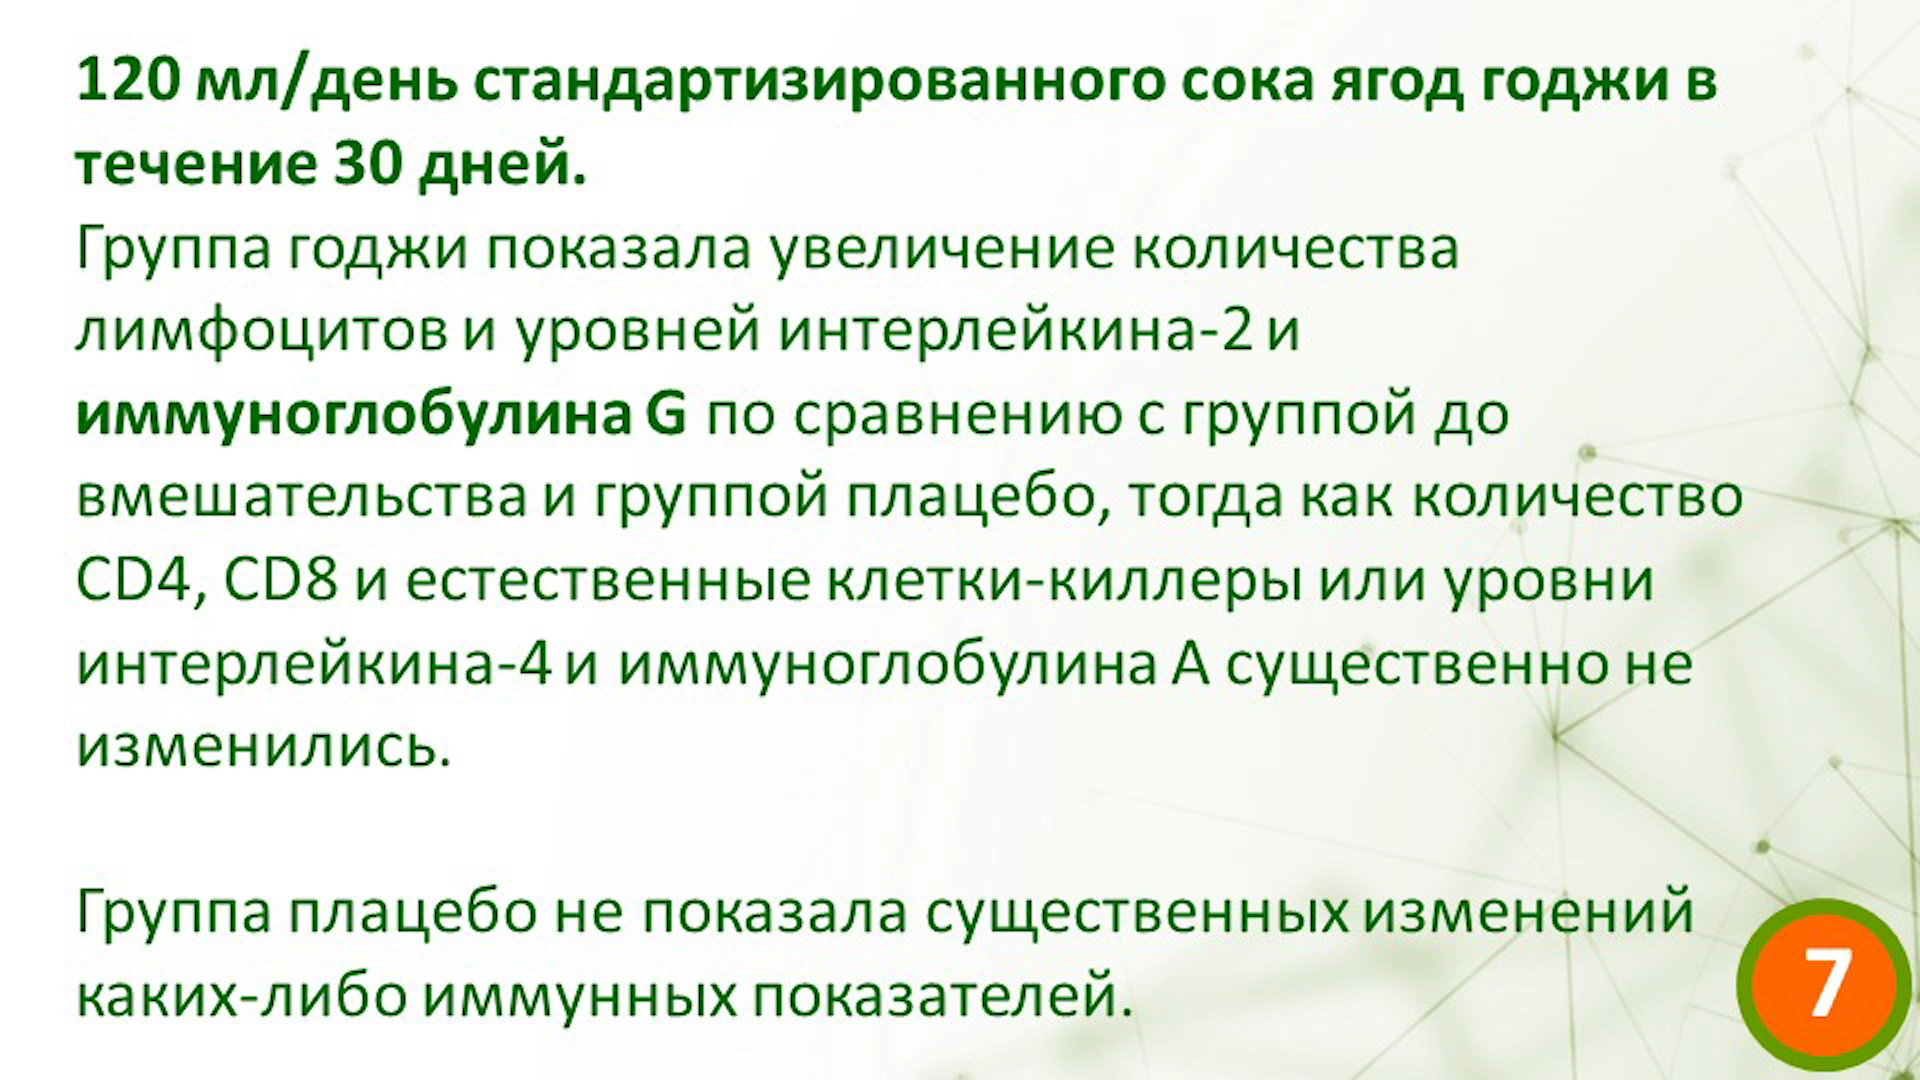 120 мл/день стандартизированного сока ягод годжи в
течение 30 дней.
Группа годжи показала увеличение количества
лимфоцитов и уровней интерлейкина-2 и
иммуноглобулина G по сравнению с группой до
вмешательства и группой плацебо, тогда как количество
CD4, CD8 и естественные клетки-киллеры или уровни
интерлейкина-4 и иммуноглобулина А существенно не
изменились.
Группа плацебо не показала существенных изменений
каких-либо иммунных показателей.
7